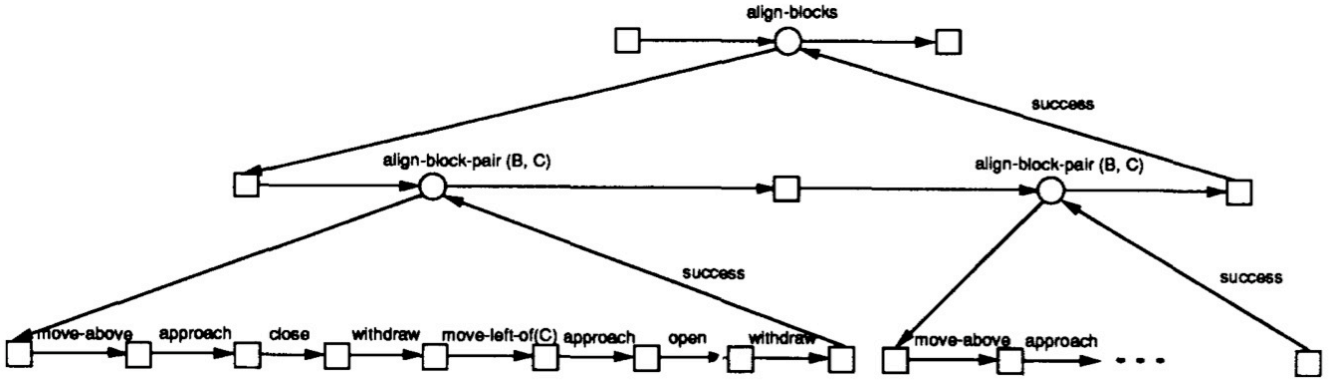 align-blocks
success
align-block-pair (B, C)
align-block-pair (B, C)
success
success
move-above approach close withdraw move-left-of(C) approach open withdraw
move-above approach